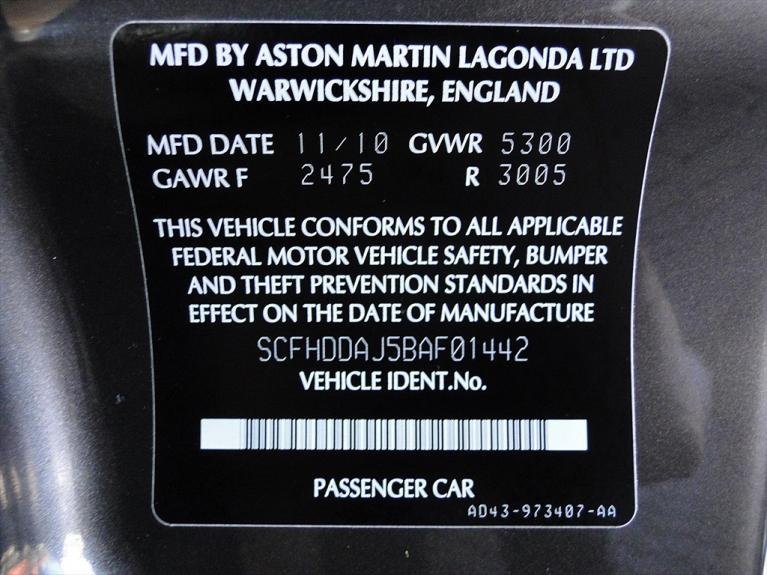 MFD BY ASTON MARTIN LAGONDA LTD
WARWICKSHIRE, ENGLAND
MFD DATE 11/10 GVWR 5300
GAWR F 2475 R 3005
THIS VEHICLE CONFORMS TO ALL APPLICABLE
FEDERAL MOTOR VEHICLE SAFETY, BUMPER
AND THEFT PREVENTION STANDARDS IN
EFFECT ON THE DATE OF MANUFACTURE
SCFHDDAJ5BAF01442
VEHICLE IDENT.No.
PASSENGER CAR
AD43-973407-AA